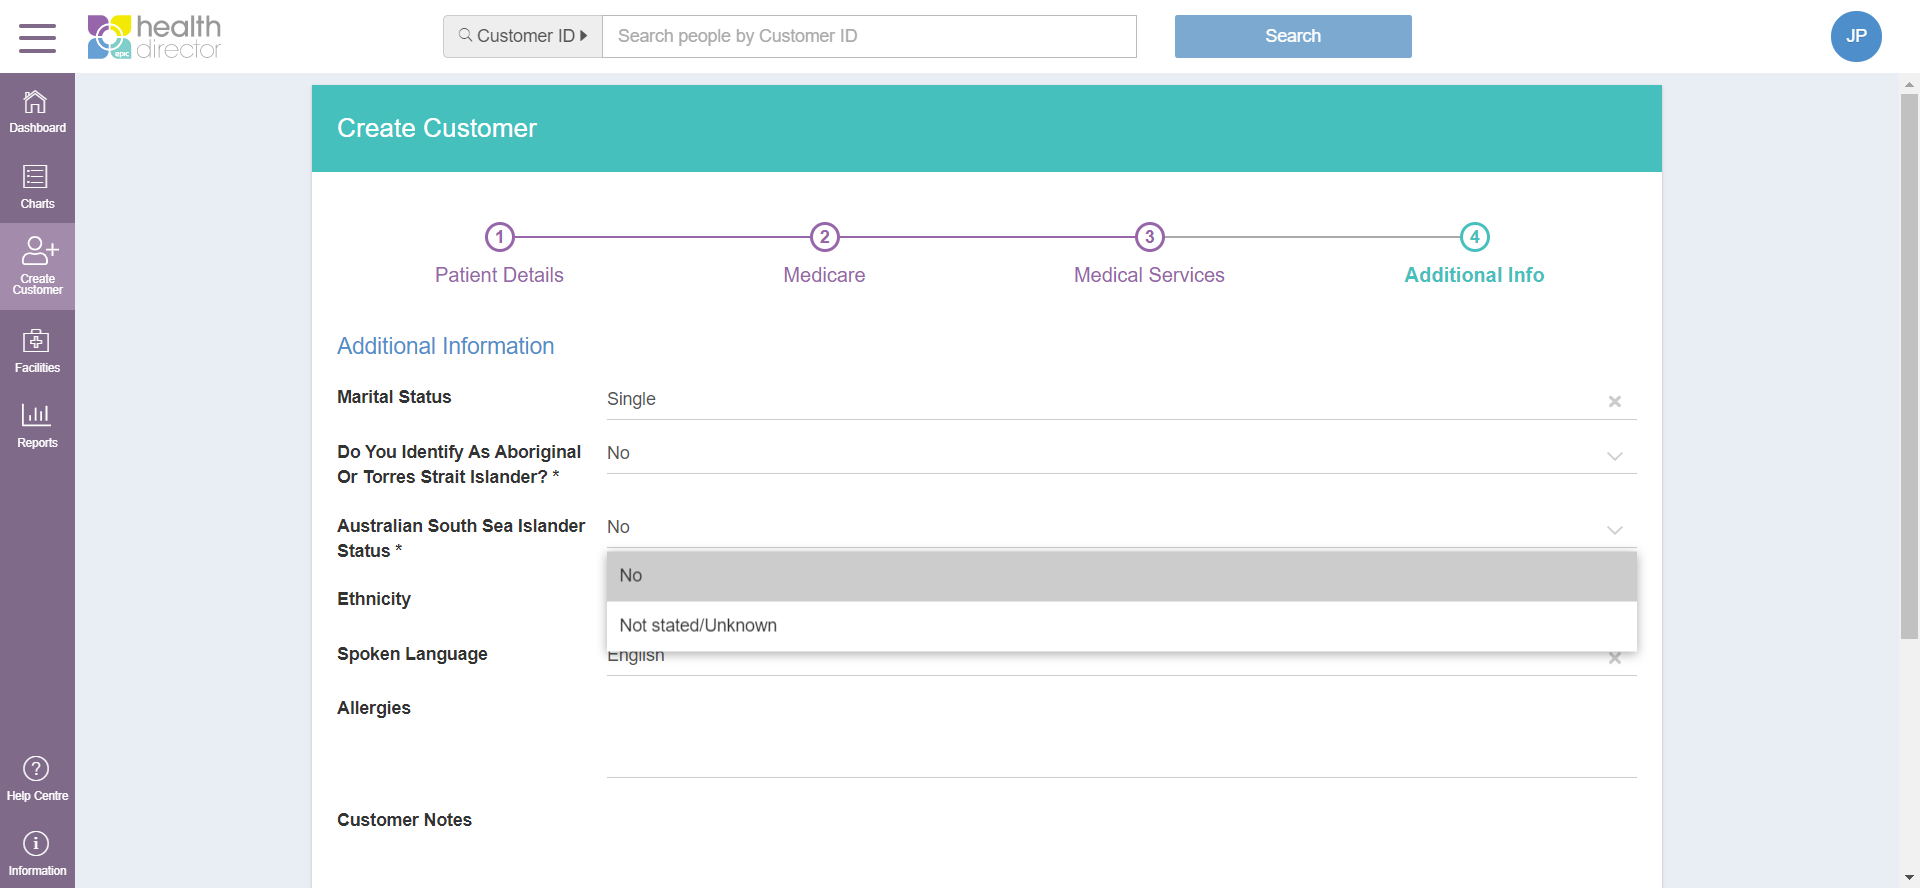 health
director
epic
Customer ID
Search people by Customer ID
Search
JP
Dashboard
Charts
Create
Customer
Facilities
Reports
Help Centre
Information
Create Customer
1
2
3
4
Patient Details
Medicare
Medical Services
Additional Info
Additional Information
Marital Status
Single
Do You Identify As Aboriginal
Or Torres Strait Islander? *
No
Australian South Sea Islander
Status *
No
No
Not stated/Unknown
Ethnicity
Spoken Language
English
Allergies
Customer Notes